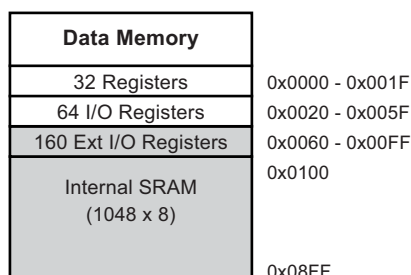 Data Memory
32 Registers 0x0000 - 0x001F
64 I/O Registers 0x0020 - 0x005F
160 Ext I/O Registers 0x0060 - 0x00FF
0x0100
Internal SRAM
(1048 x 8)
0x08FF